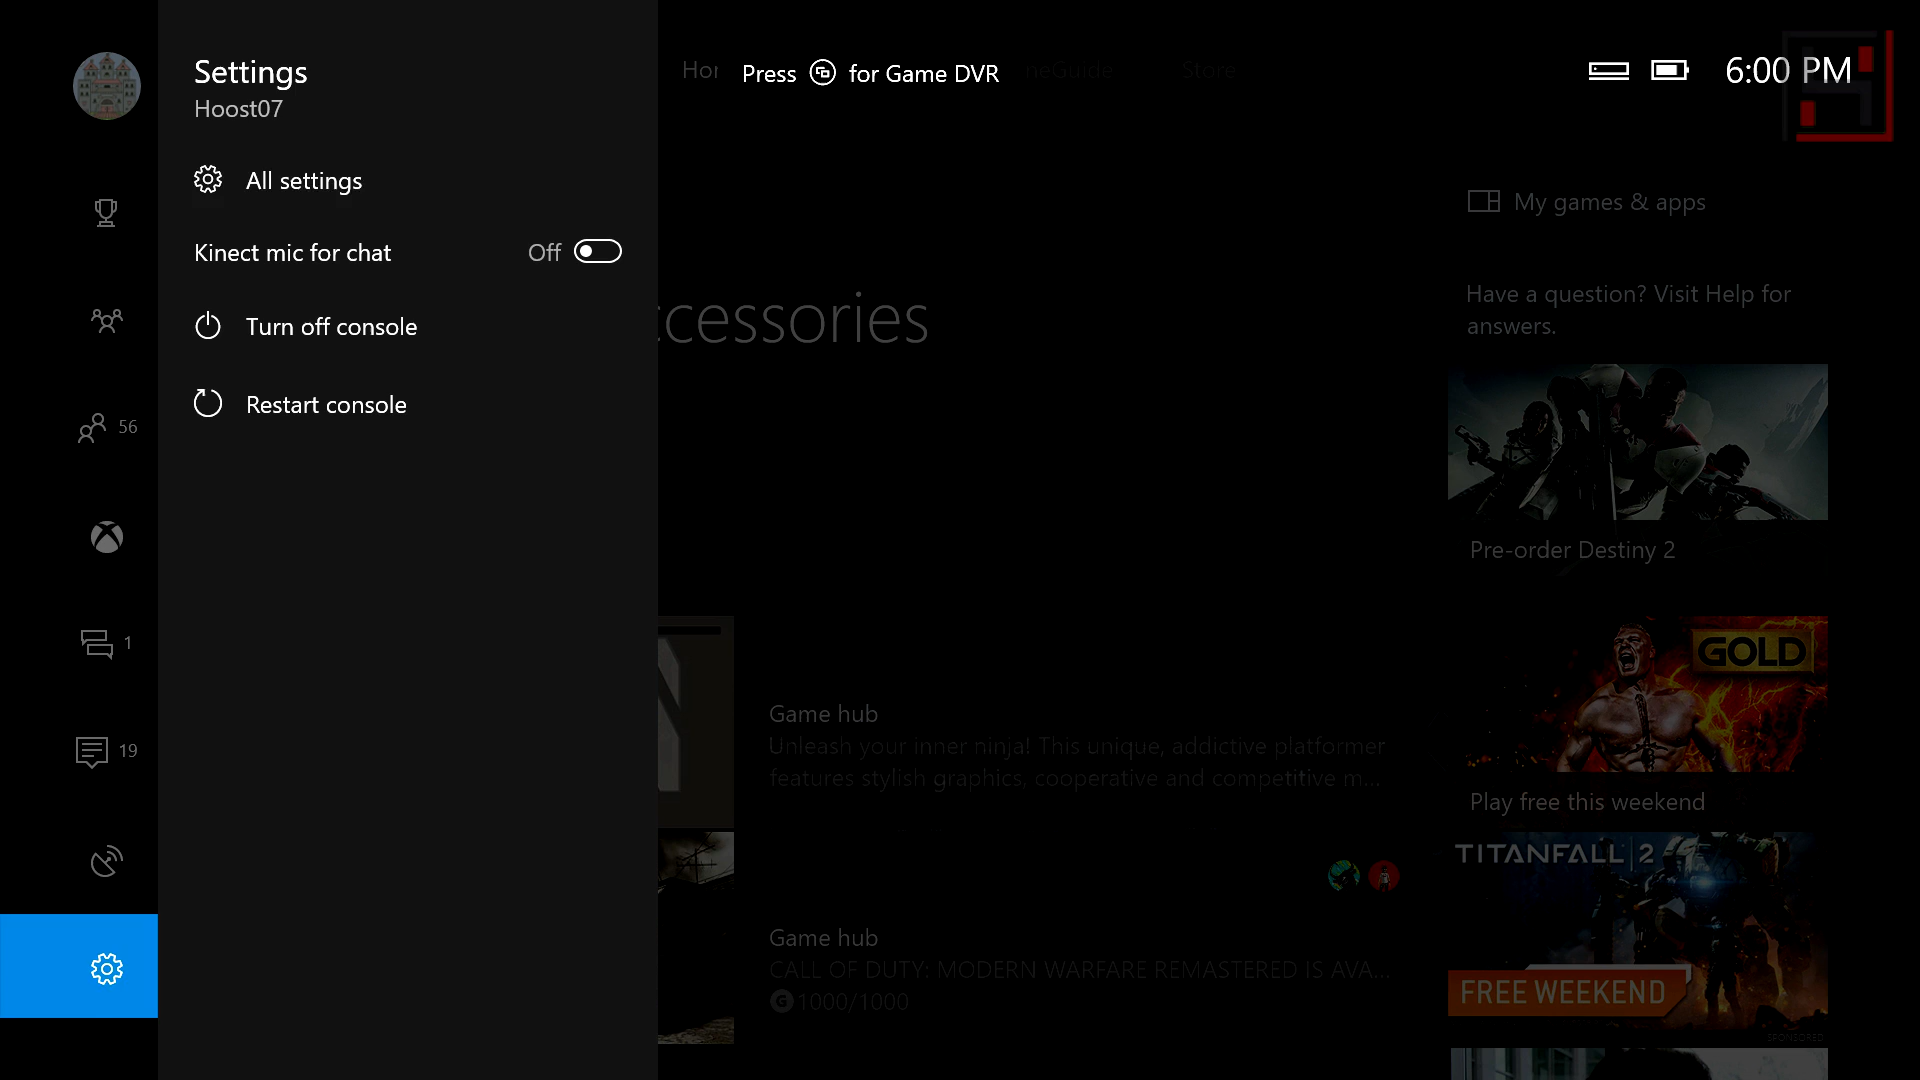 Settings
Hoost07
All settings
Kinect mic for chat Off
Turn off console
Restart console
56
1
19
Press for Game DVR
neGuide Store
6:00 PM
ccessories
My games & apps
Have a question? Visit Help for
answers.
Pre-order Destiny 2
GOLD
Play free this weekend
TITANFALL 2
FREE WEEKEND
SPONSORED
Game hub
Unleash your inner ninja! This unique, addictive platformer
features stylish graphics, cooperative and competitive m...
Game hub
CALL OF DUTY: MODERN WARFARE REMASTERED IS AVA...
G 1000/1000